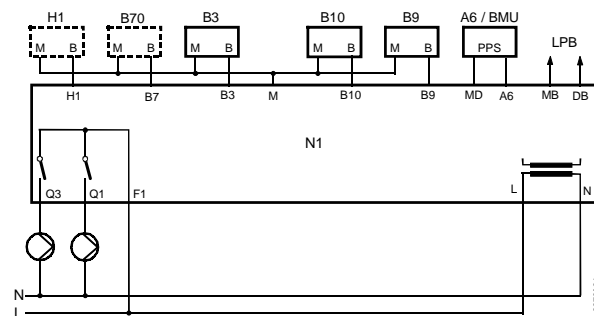 H1 B70 B3 B10 B9 A6 / BMU
LPB
M B M B M B M B M B PPS
H1 B7 B3 M B10 B9 MD A6 MB DB
N1
Q3 Q1 F1 L N
N
L